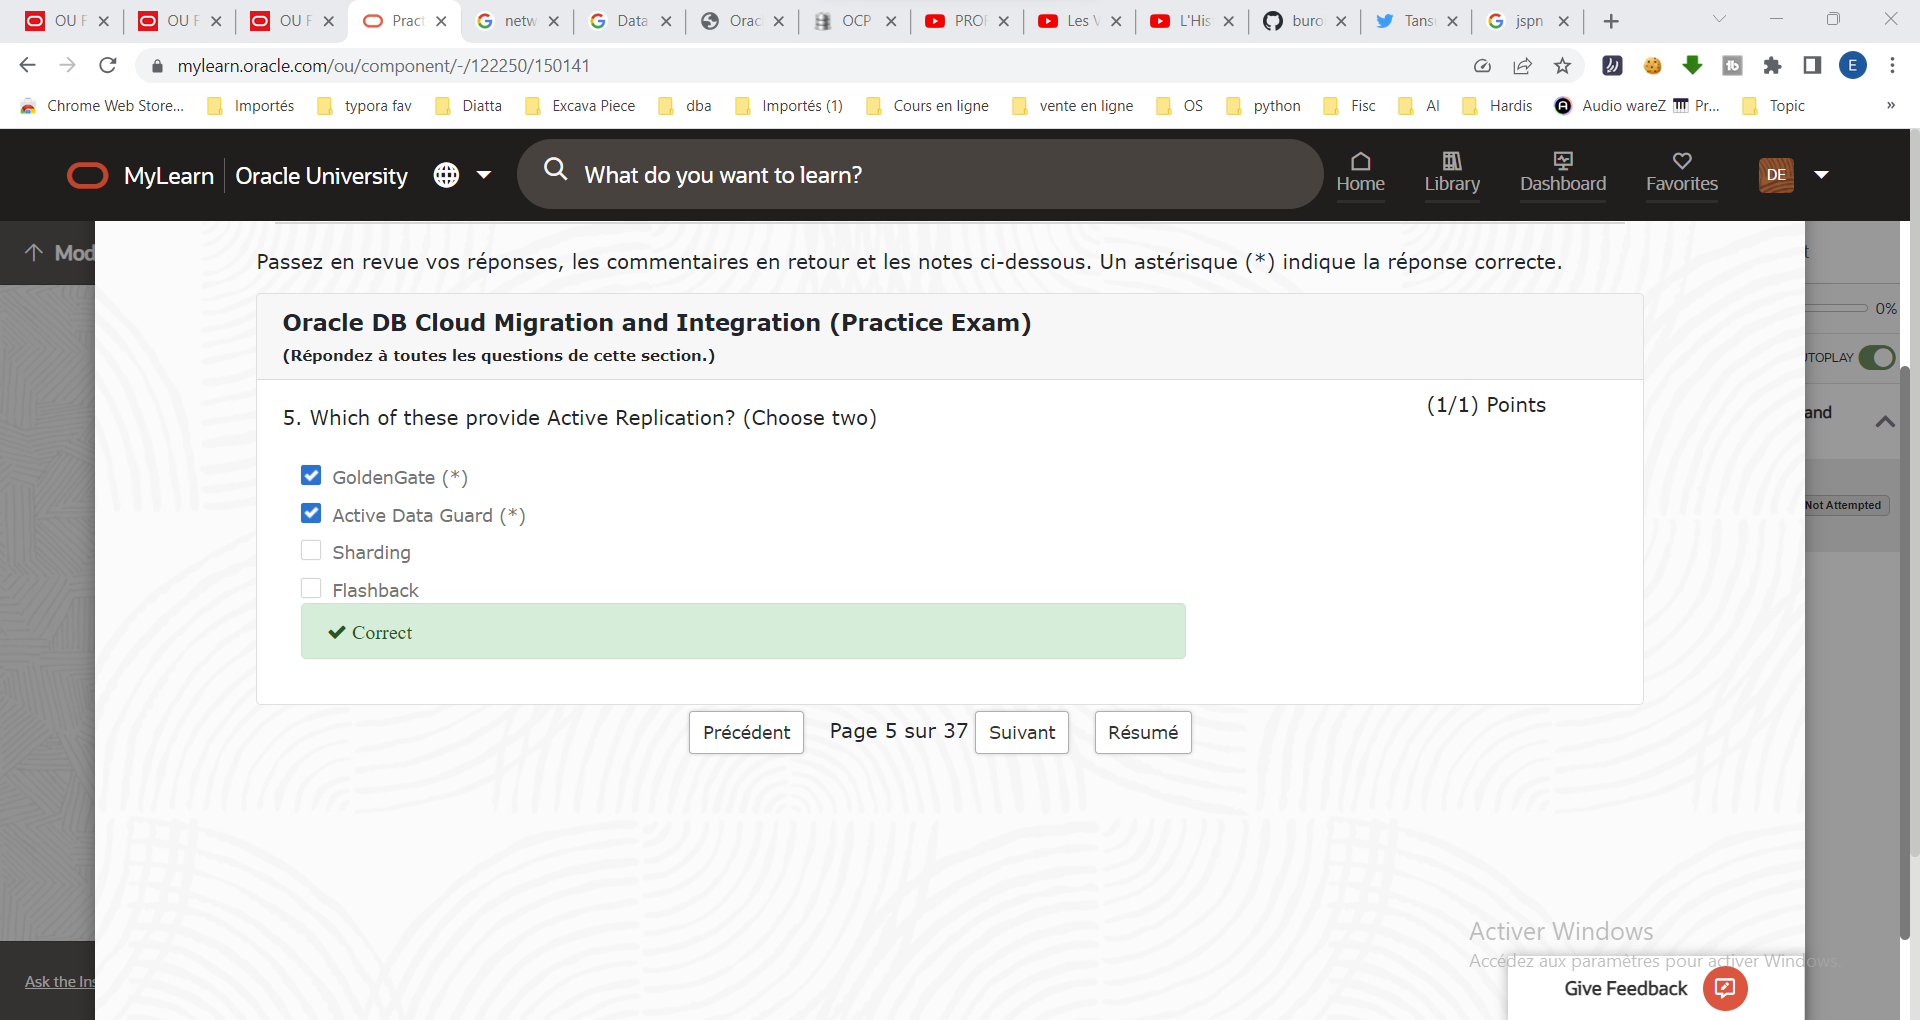 OU F
OU F
OU F
Pract
netw
Data
Orac
OCP
PROF
Les V
L'His
buro
Tans
jspn
mylearn.oracle.com/ou/component/-/122250/150141
E
Chrome Web Store...
Importés
typora fav
Diatta
Excava Piece
dba
Importés (1)
Cours en ligne
vente en ligne
OS
python
Fisc
AI
Hardis
Audio wareZ
Pr...
Topic
»
MyLearn
Oracle University
What do you want to learn?
Home
Library
Dashboard
Favorites
DE
Mod
Passez en revue vos réponses, les commentaires en retour et les notes ci-dessous. Un astérisque (*) indique la réponse correcte.
Oracle DB Cloud Migration and Integration (Practice Exam)
(Répondez à toutes les questions de cette section.)
0%
TOPLAY
and
Not Attempted
(1/1) Points
5. Which of these provide Active Replication? (Choose two)
GoldenGate (*)
Active Data Guard (*)
Sharding
Flashback
Correct
Précédent
Page 5 sur 37
Suivant
Résumé
Activer Windows
Accédez aux paramètres pour activer Windows.
Ask the Ins
Give Feedback